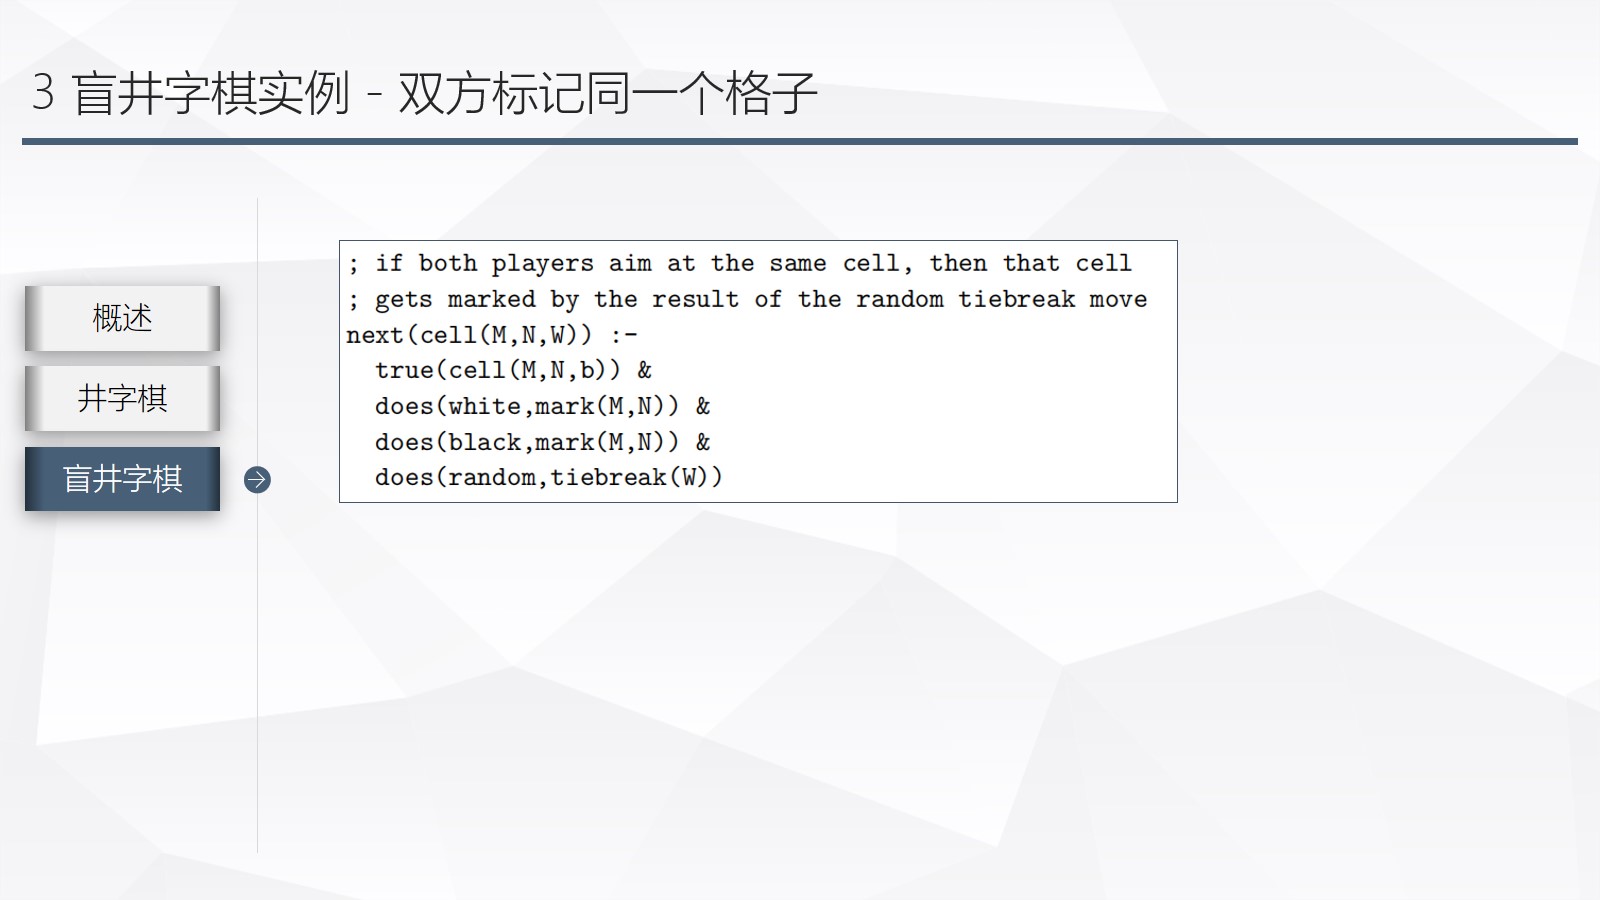 3 盲井字棋实例 - 双方标记同一个格子
概述
井字棋
盲井字棋
; if both players aim at the same cell, then that cell
; gets marked by the result of the random tiebreak move
next(cell(M,N,W)) :-
  true(cell(M,N,b)) &
  does(white,mark(M,N)) &
  does(black,mark(M,N)) &
  does(random,tiebreak(W))